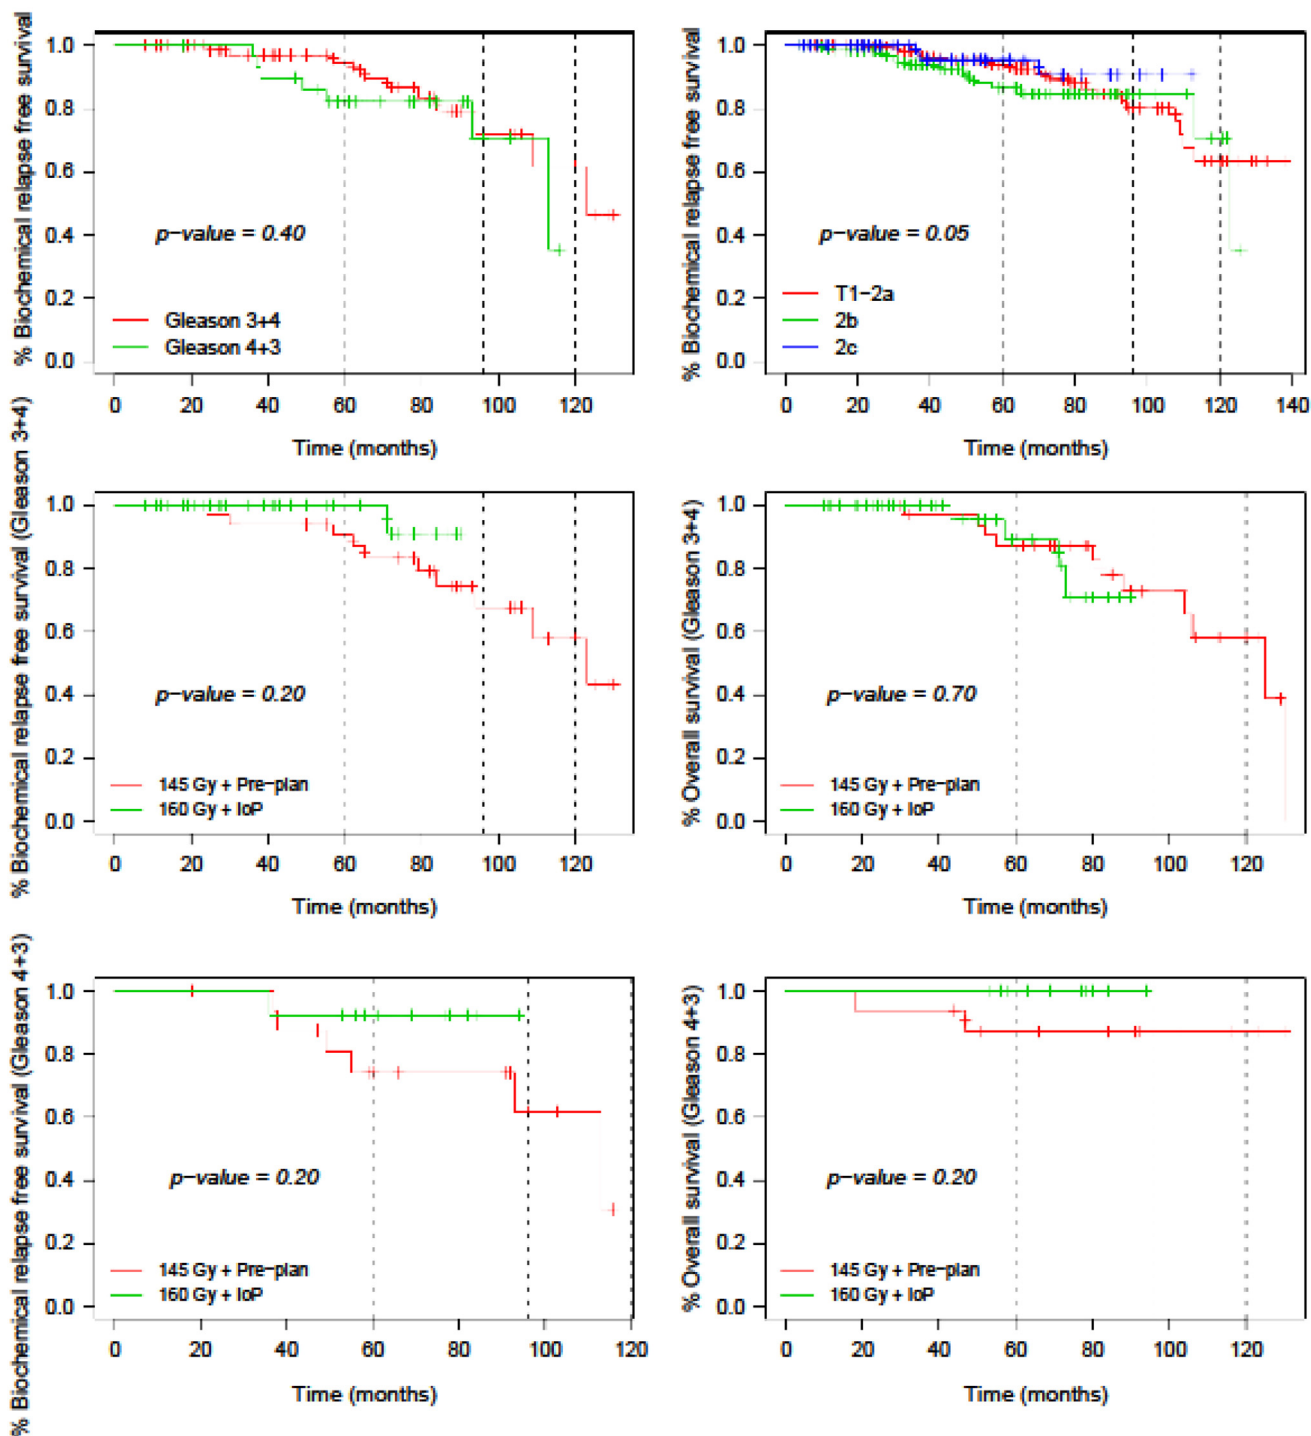 % Biochemical relapse free survival
1.0
0.8
0.6
0.4
0.2
0.0
p-value = 0.40
Gleason 3+4
Gleason 4+3
0 20 40 60 80 100 120
Time (months)
% Biochemical relapse free survival
1.0
0.8
0.6
0.4
0.2
0.0
p-value = 0.05
T1-2a
2b
2c
0 20 40 60 80 100 120 140
Time (months)
% Biochemical relapse free survival (Gleason 3+4)
1.0
0.8
0.6
0.4
0.2
0.0
p-value = 0.20
145 Gy + Pre-plan
160 Gy + IoP
0 20 40 60 80 100 120
Time (months)
% Overall survival (Gleason 3+4)
1.0
0.8
0.6
0.4
0.2
0.0
p-value = 0.70
145 Gy + Pre-plan
160 Gy + IoP
0 20 40 60 80 100 120
Time (months)
% Biochemical relapse free survival (Gleason 4+3)
1.0
0.8
0.6
0.4
0.2
0.0
p-value = 0.20
145 Gy + Pre-plan
160 Gy + IoP
0 20 40 60 80 100 120
Time (months)
% Overall survival (Gleason 4+3)
1.0
0.8
0.6
0.4
0.2
0.0
p-value = 0.20
145 Gy + Pre-plan
160 Gy + IoP
0 20 40 60 80 100 120
Time (months)